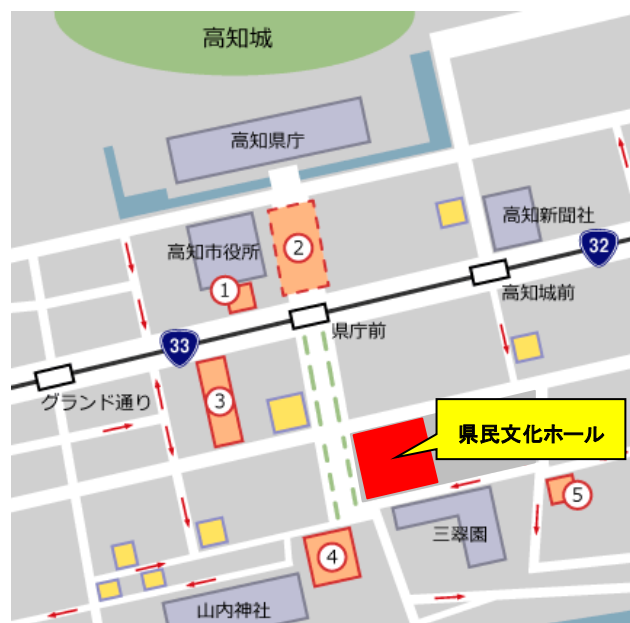 高知城
高知県庁
高知新聞社
高知市役所
②
32
①
高知城前
県庁前
33
グランド通り
③
県民文化ホール
⑤
三翠園
④
山内神社